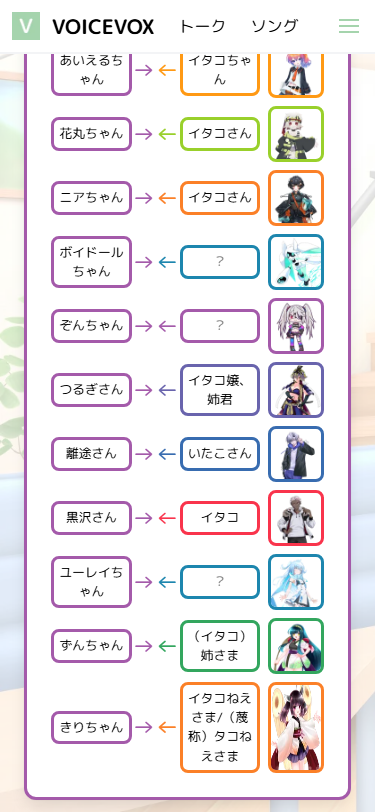 V VOICEVOX トーク ソング
あいえるち
ゃん → ← イタコちゃ
ん
花丸ちゃん → ← イタコさん
ニアちゃん → ← イタコさん
ボイドール
ちゃん → ← ?
ぞんちゃん → ← ?
つるぎさん → ← イタコ嬢、
姉君
離途さん → ← いたこさん
黒沢さん → ← イタコ
ユーレイち
ゃん → ← ?
ずんちゃん → ← （イタコ）
姉さま
きりちゃん → ← イタコねえ
さま/（蔑
称）タコね
えさま